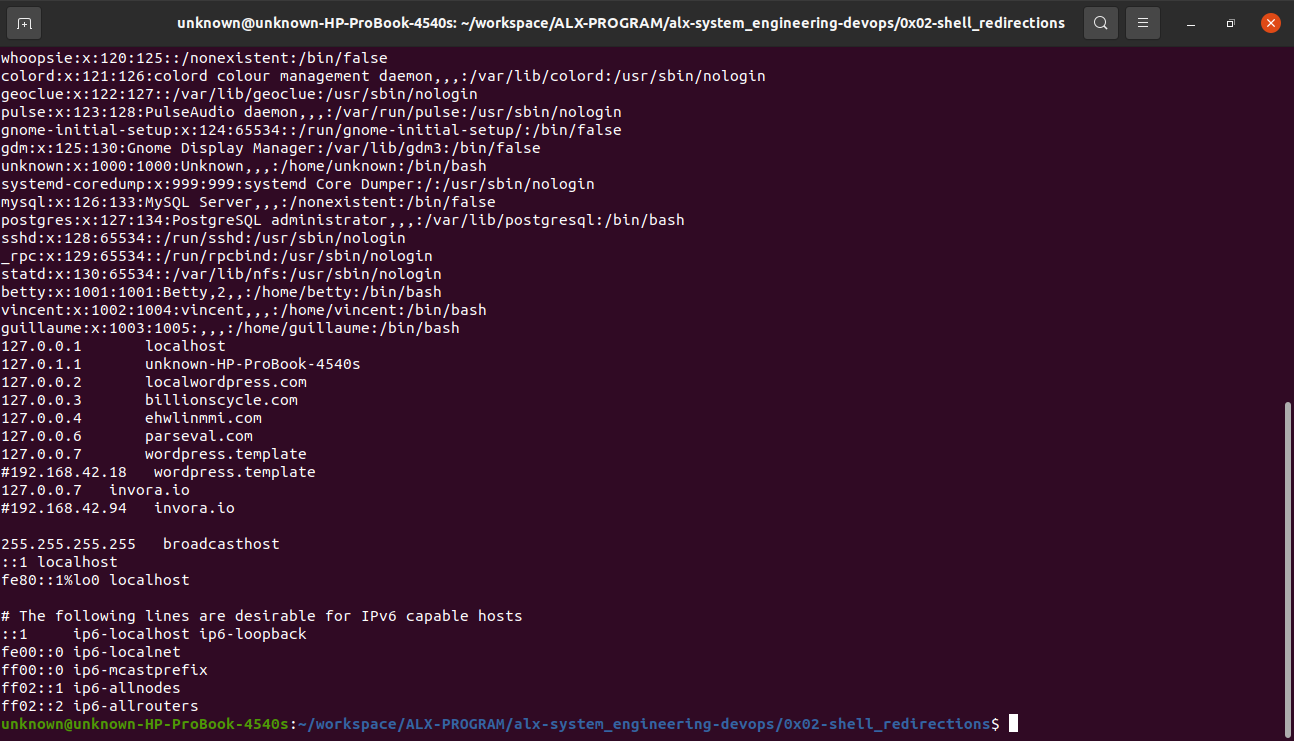 unknown@unknown-HP-ProBook-4540s: ~/workspace/ALX-PROGRAM/alx-system_engineering-devops/0x02-shell_redirections
whoopsie:x:120:125::/nonexistent:/bin/false
colord:x:121:126:colord colour management daemon,,,:/var/lib/colord:/usr/sbin/nologin
geoclue:x:122:127::/var/lib/geoclue:/usr/sbin/nologin
pulse:x:123:128:PulseAudio daemon,,,:/var/run/pulse:/usr/sbin/nologin
gnome-initial-setup:x:124:65534::/run/gnome-initial-setup/:/bin/false
gdm:x:125:130:Gnome Display Manager:/var/lib/gdm3:/bin/false
unknown:x:1000:1000:Unknown,,,:/home/unknown:/bin/bash
systemd-coredump:x:999:999:systemd Core Dumper:/:/usr/sbin/nologin
mysql:x:126:133:MySQL Server,,,:/nonexistent:/bin/false
postgres:x:127:134:PostgreSQL administrator,,,:/var/lib/postgresql:/bin/bash
sshd:x:128:65534::/run/sshd:/usr/sbin/nologin
_rpc:x:129:65534::/run/rpcbind:/usr/sbin/nologin
statd:x:130:65534::/var/lib/nfs:/usr/sbin/nologin
betty:x:1001:1001:Betty,2,,:/home/betty:/bin/bash
vincent:x:1002:1004:vincent,,,:/home/vincent:/bin/bash
guillaume:x:1003:1005:,,,:/home/guillaume:/bin/bash
127.0.0.1       localhost
127.0.1.1       unknown-HP-ProBook-4540s
127.0.0.2       localwordpress.com
127.0.0.3       billionscycle.com
127.0.0.4       ehwlinmmi.com
127.0.0.6       parseval.com
127.0.0.7       wordpress.template
#192.168.42.18   wordpress.template
127.0.0.7   invora.io
#192.168.42.94   invora.io

255.255.255.255   broadcasthost
::1 localhost
fe80::1%lo0 localhost

# The following lines are desirable for IPv6 capable hosts
::1     ip6-localhost ip6-loopback
fe00::0 ip6-localnet
ff00::0 ip6-mcastprefix
ff02::1 ip6-allnodes
ff02::2 ip6-allrouters
unknown@unknown-HP-ProBook-4540s:~/workspace/ALX-PROGRAM/alx-system_engineering-devops/0x02-shell_redirections$